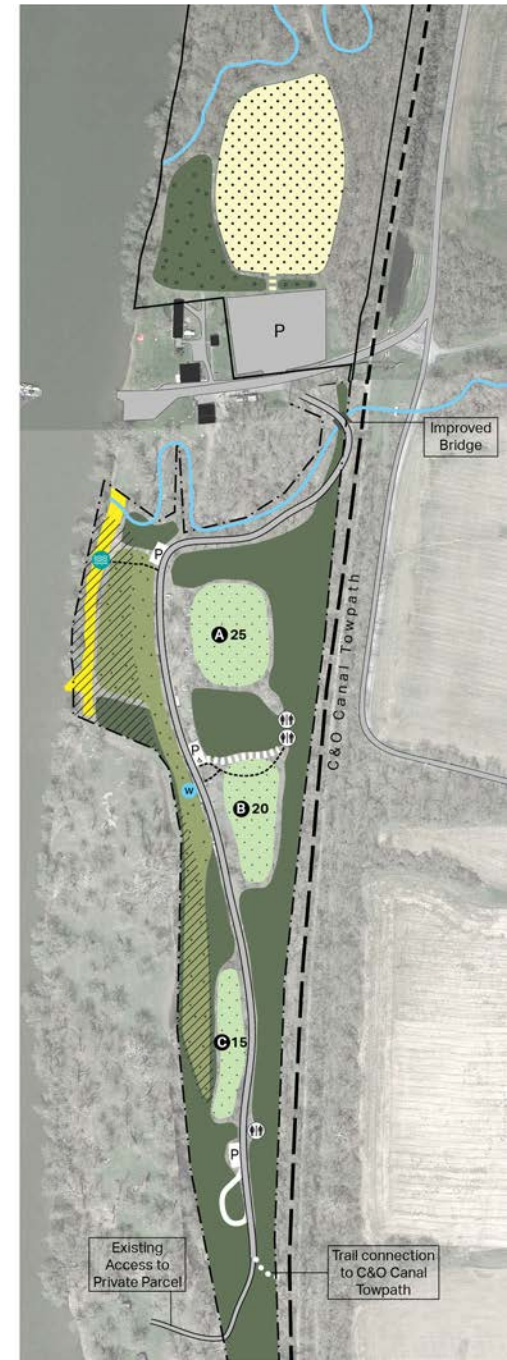 P
Improved
Bridge
P
A 25
C&O Canal Towpath
P
W
B 20
C 15
P
Existing
Access to
Private Parcel
Trail connection
to C&O Canal
Towpath